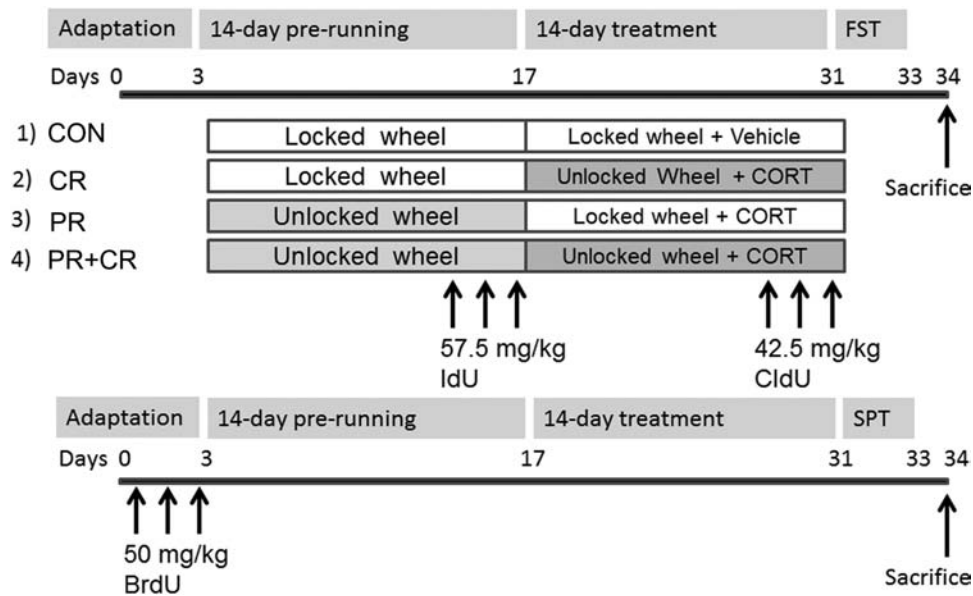 Adaptation 14-day pre-running 14-day treatment FST
Days 0 3 17 31 33 34
1) CON Locked wheel Locked wheel + Vehicle
2) CR Locked wheel Unlocked Wheel + CORT
Sacrifice
3) PR Unlocked wheel Locked wheel + CORT
4) PR+CR Unlocked wheel Unlocked wheel + CORT
57.5 mg/kg 42.5 mg/kg
IdU CldU
Adaptation 14-day pre-running 14-day treatment SPT
Days 0 3 17 31 33 34
50 mg/kg
BrdU
Sacrifice